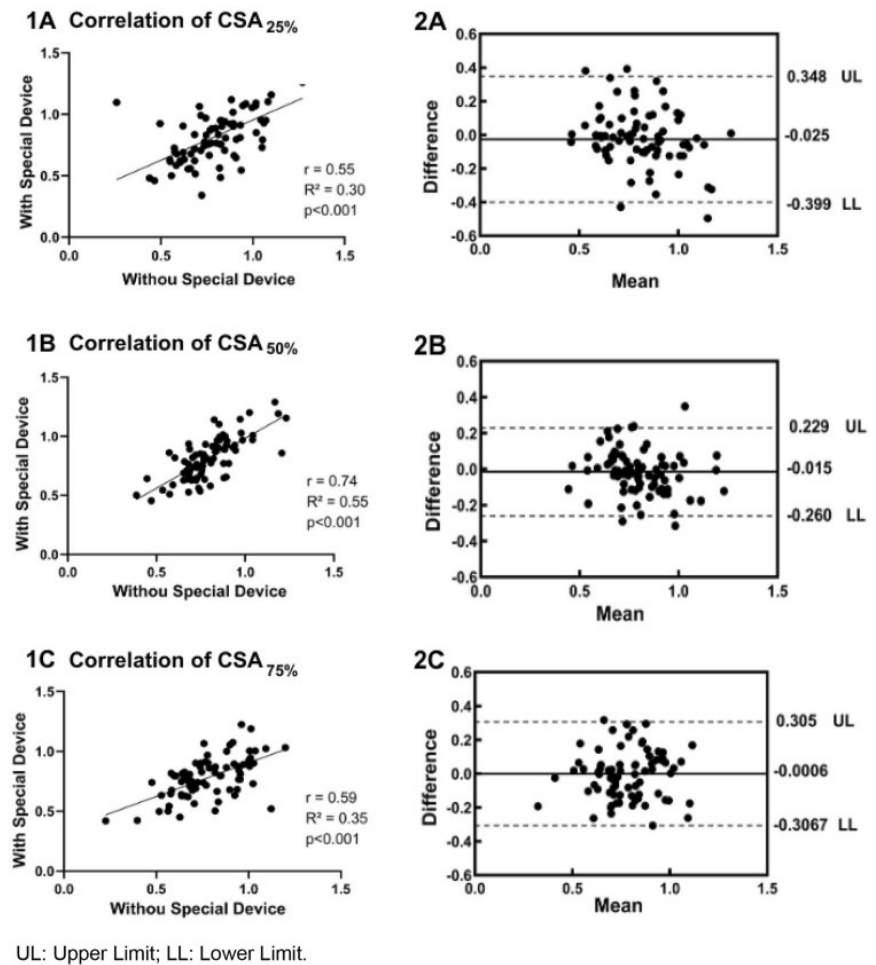 1A Correlation of CSA 25%
1.5
1.0
0.5
0.0
0.0 0.5 1.0 1.5
With Special Device
Withou Special Device
r = 0.55
R² = 0.30
p<0.001
2A
0.6
0.4
0.2
0.0
-0.2
-0.4
-0.6
0.0 0.5 1.0 1.5
Difference
Mean
0.348 UL
-0.025
-0.399 LL
1B Correlation of CSA 50%
1.5
1.0
0.5
0.0
0.0 0.5 1.0 1.5
With Special Device
Withou Special Device
r = 0.74
R² = 0.55
p<0.001
2B
0.6
0.4
0.2
0.0
-0.2
-0.4
-0.6
0.0 0.5 1.0 1.5
Difference
Mean
0.229 UL
-0.015
-0.260 LL
1C Correlation of CSA 75%
1.5
1.0
0.5
0.0
0.0 0.5 1.0 1.5
With Special Device
Withou Special Device
r = 0.59
R² = 0.35
p<0.001
2C
0.6
0.4
0.2
0.0
-0.2
-0.4
-0.6
0.0 0.5 1.0 1.5
Difference
Mean
0.305 UL
-0.0006
-0.3067 LL
UL: Upper Limit; LL: Lower Limit.